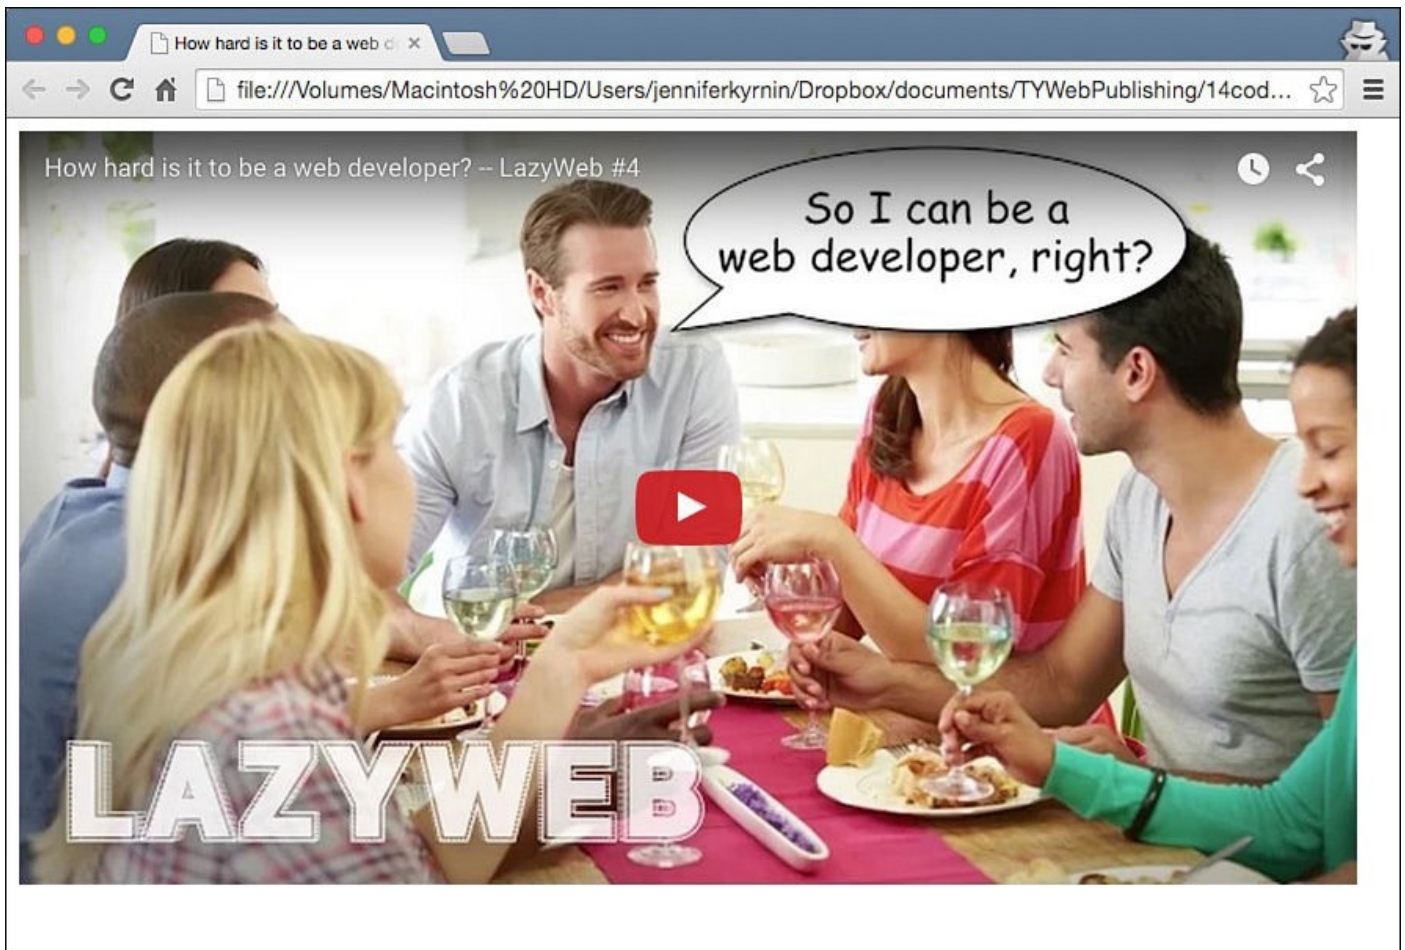 How hard is it to be a web d
file:///Volumes/Macintosh%20HD/Users/jenniferkyrnin/Dropbox/documents/TYWebPublishing/14cod...
How hard is it to be a web developer? -- LazyWeb #4
So I can be a
web developer, right?
LAZYWEB